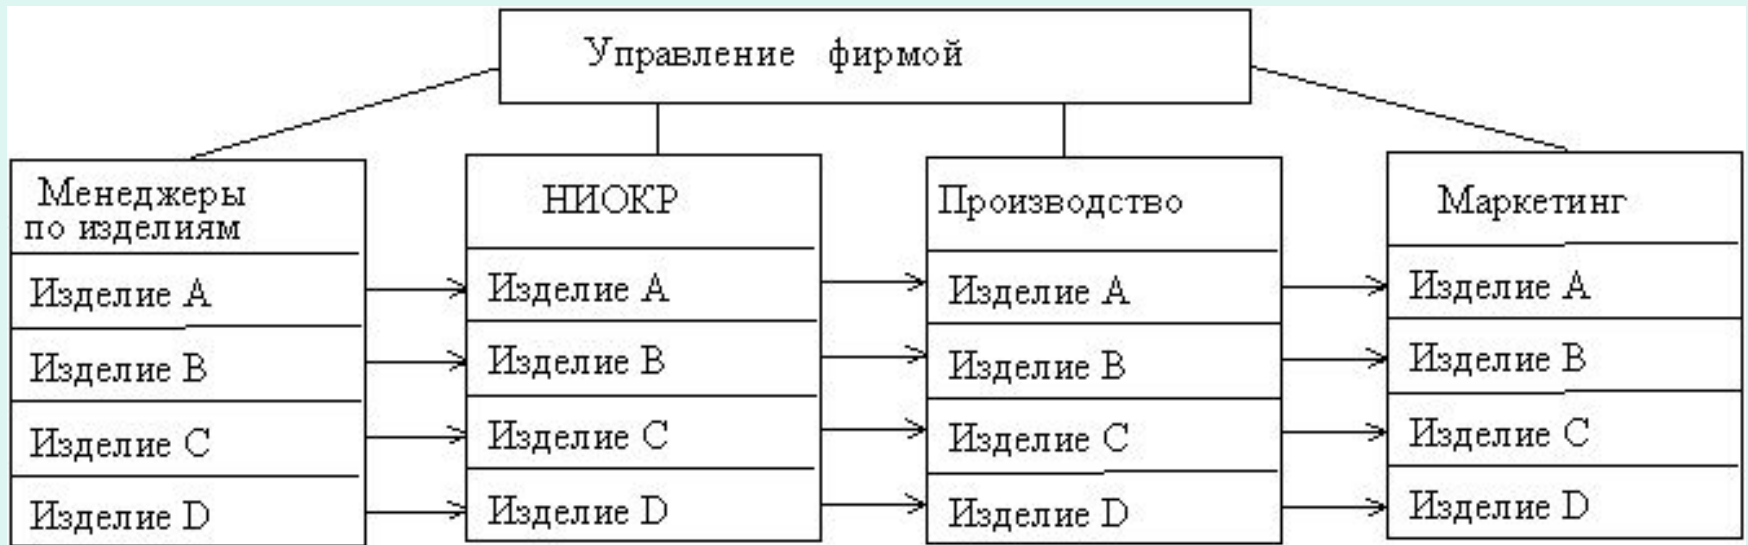 Управление фирмой
Менеджеры
по изделиям
НИОКР
Производство
Маркетинг
Изделие A
Изделие A
Изделие A
Изделие A
Изделие B
Изделие B
Изделие B
Изделие B
Изделие C
Изделие C
Изделие C
Изделие C
Изделие D
Изделие D
Изделие D
Изделие D